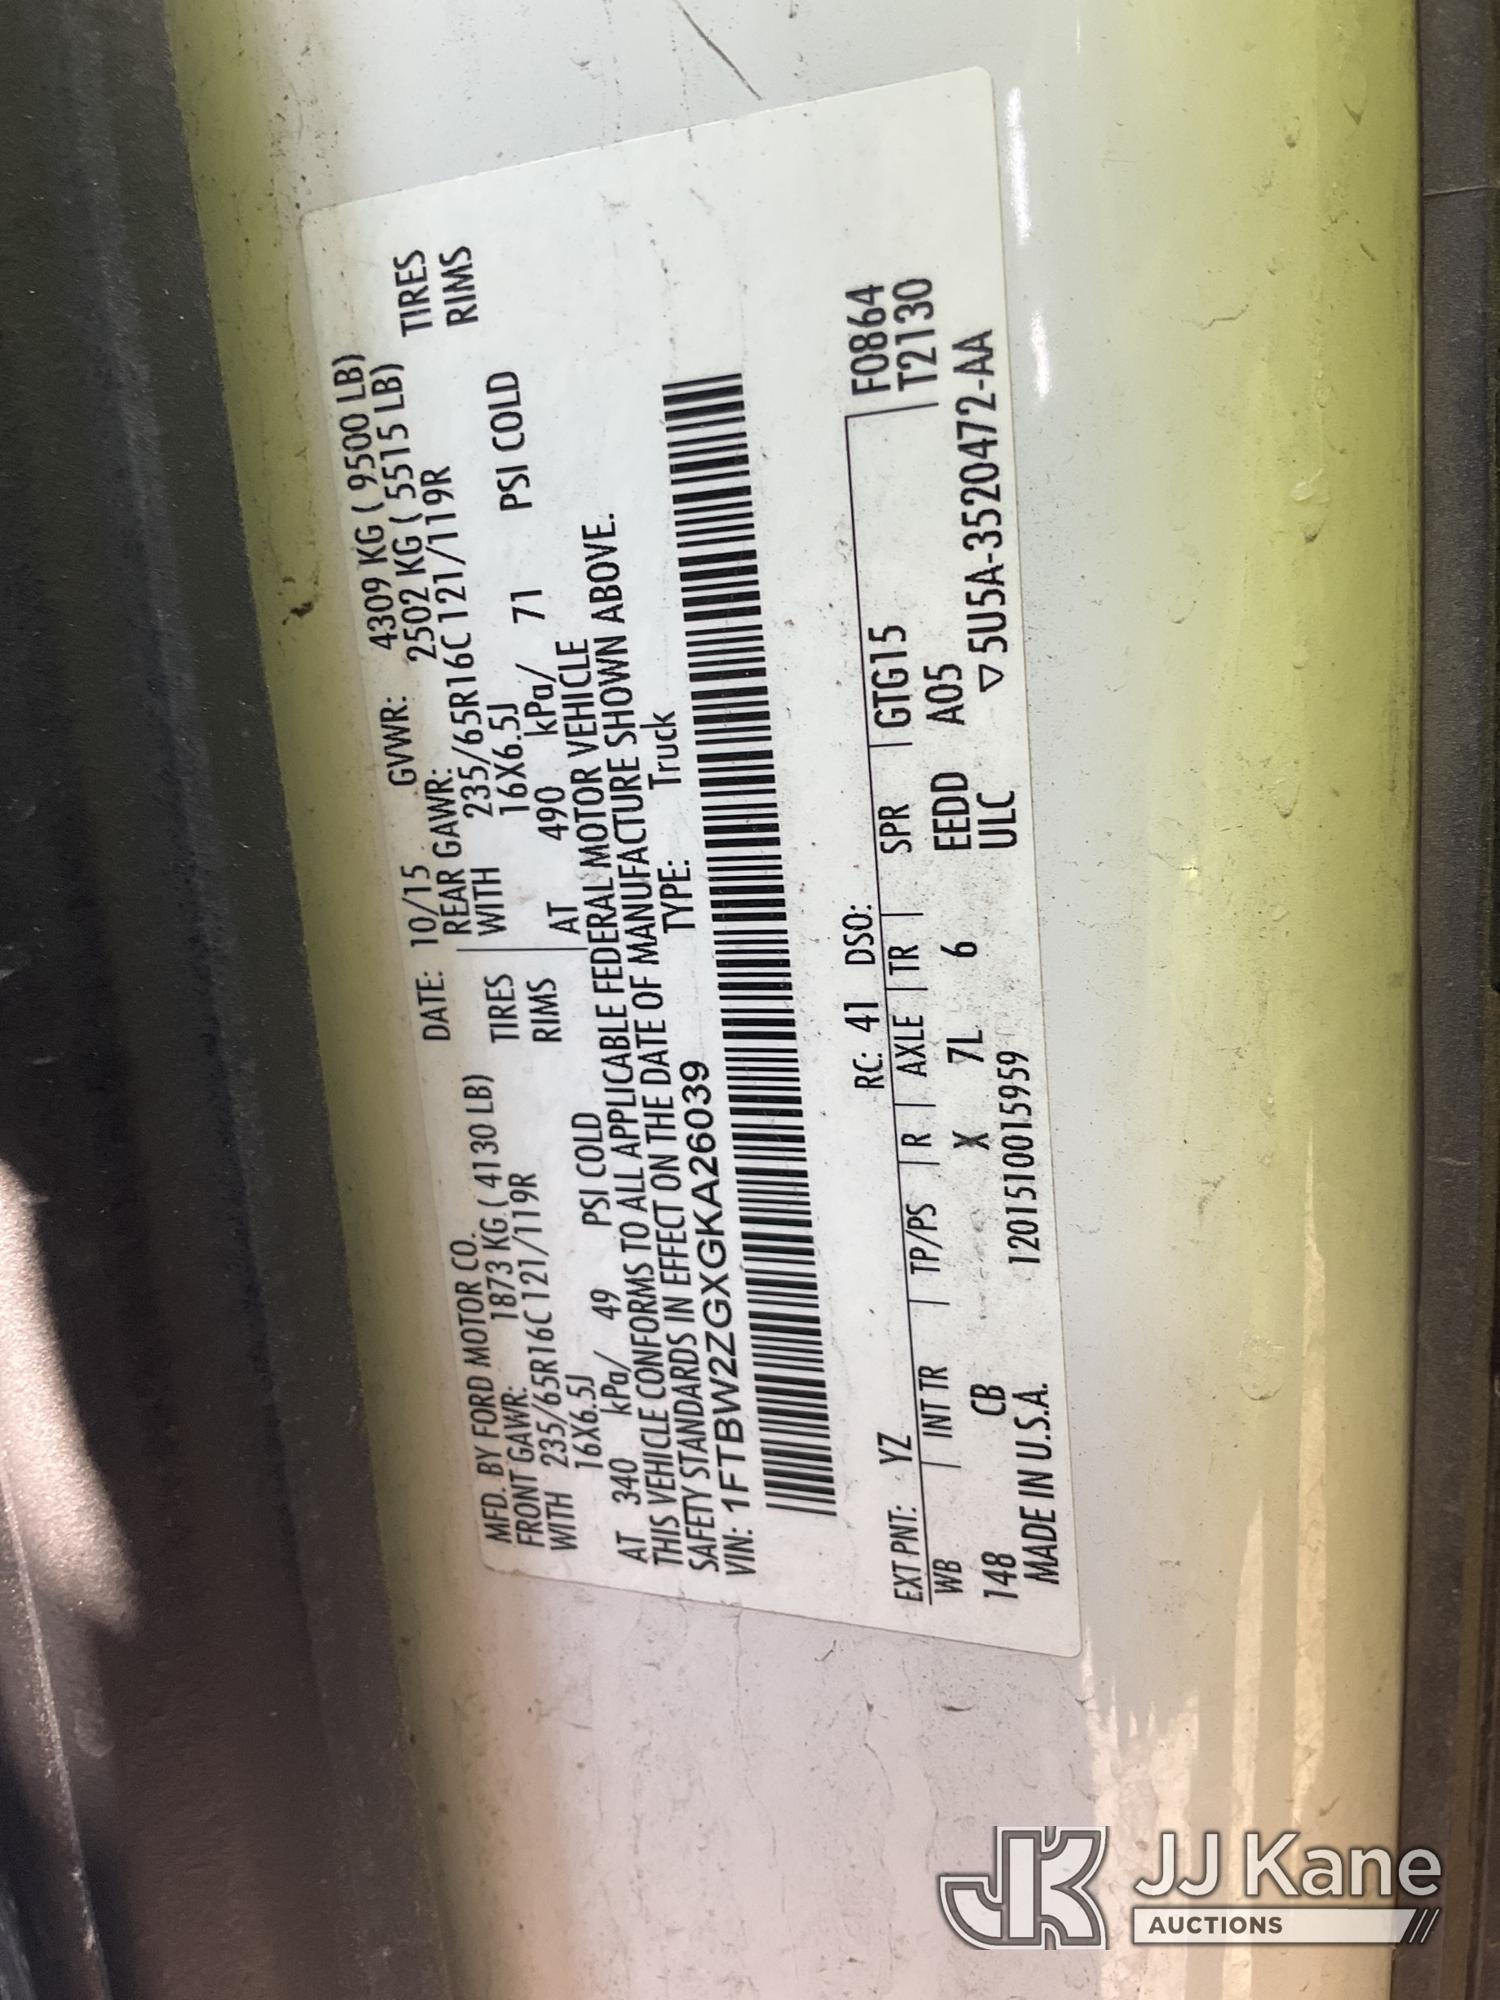 MFD. BY FORD MOTOR CO. DATE: 10/15 GVWR: 4309 KG ( 9500 LB)
FRONT GAWR: 1873 KG ( 4130 LB) REAR GAWR: 2502 KG ( 5515 LB)
WITH 235/65R16C 121/119R TIRES WITH 235/65R16C 121/119R TIRES
16X6.5J RIMS 16X6.5J RIMS
AT 340 kPa/ 49 PSI COLD AT 490 kPa/ 71 PSI COLD
THIS VEHICLE CONFORMS TO ALL APPLICABLE FEDERAL MOTOR VEHICLE
SAFETY STANDARDS IN EFFECT ON THE DATE OF MANUFACTURE SHOWN ABOVE.
VIN: 1FTBW2ZGXGKA26039 TYPE: Truck
EXT PNT: YZ RC: 41 DSO: F0864
WB INT TR TP/PS R AXLE TR SPR GTG15 T2130
148 CB X 7L 6 EEDD A05
MADE IN U.S.A. 1201510015959 ULC ▽5U5A-3520472-AA
JK JJ Kane
AUCTIONS